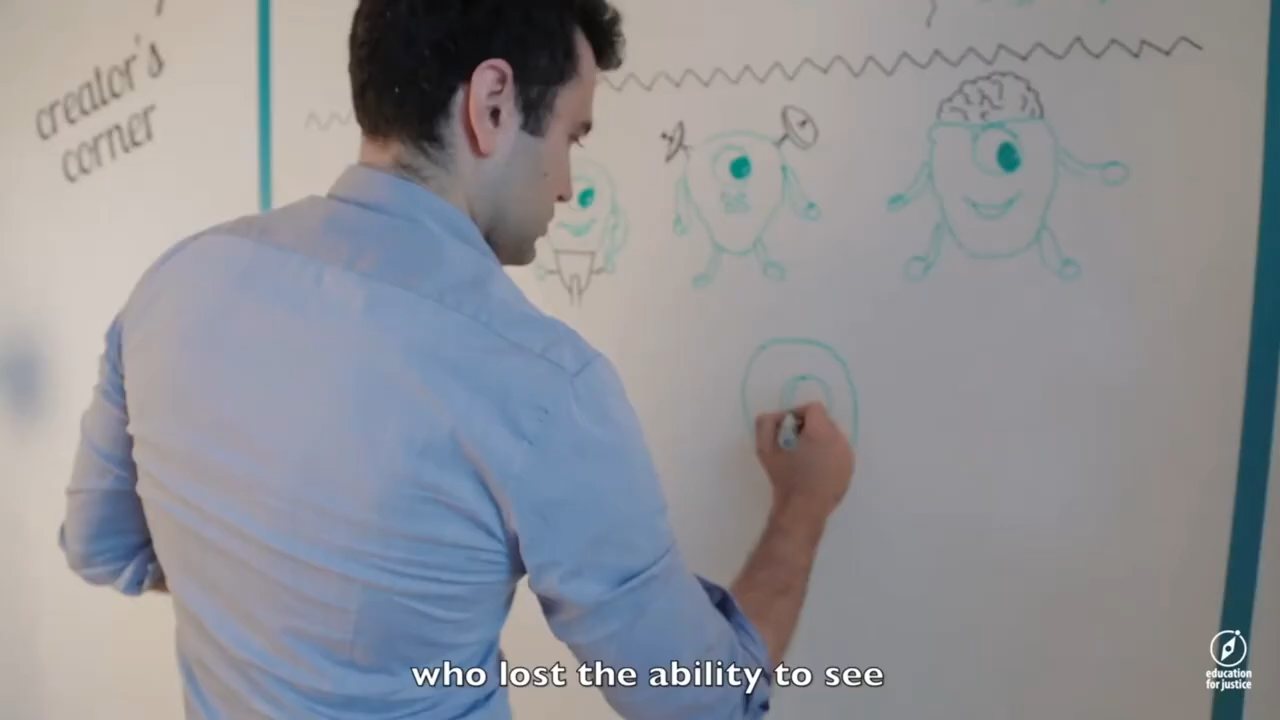 creator's
corner
who lost the ability to see
education
for justice